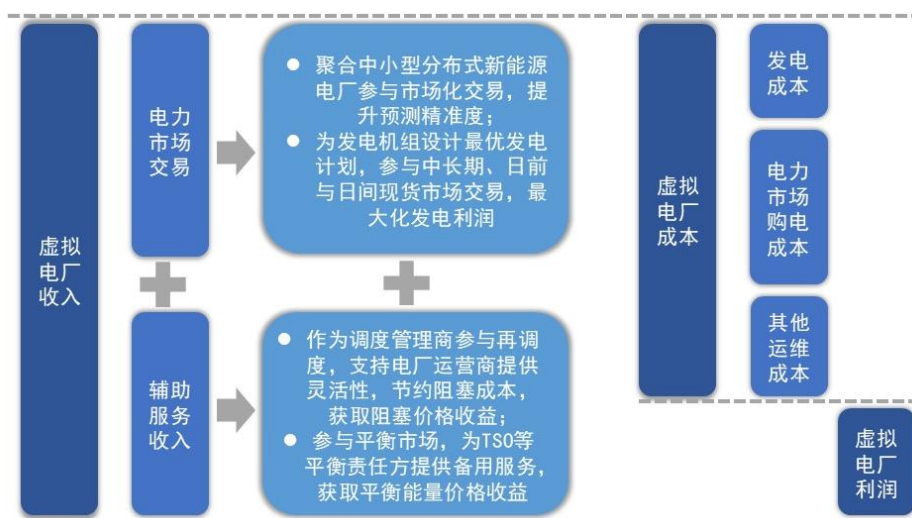 虚拟
电厂
收入
电力
市场
交易
● 聚合中小型分布式新能源
电厂参与市场化交易，提
升预测精准度；
● 为发电机组设计最优发电
计划，参与中长期、日前
与日间现货市场交易，最
大化发电利润
辅助
服务
收入
● 作为调度管理商参与再调
度，支持电厂运营商提供
灵活性，节约阻塞成本，
获取阻塞价格收益；
● 参与平衡市场，为TSO等
平衡责任方提供备用服务，
获取平衡能量价格收益
虚拟
电厂
成本
发电
成本
电力
市场
购电
成本
其他
运维
成本
虚拟
电厂
利润